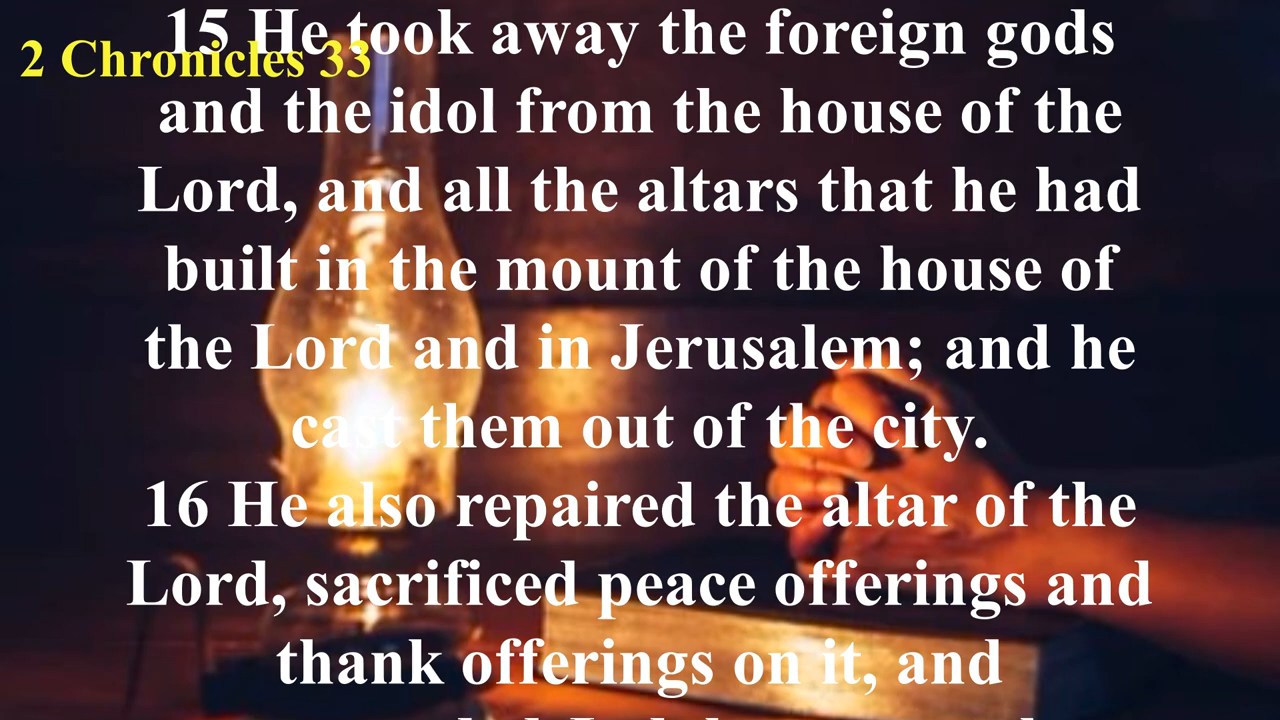 2 Chronicles 33
15 He took away the foreign gods
and the idol from the house of the
Lord, and all the altars that he had
built in the mount of the house of
the Lord and in Jerusalem; and he
cast them out of the city.
16 He also repaired the altar of the
Lord, sacrificed peace offerings and
thank offerings on it, and